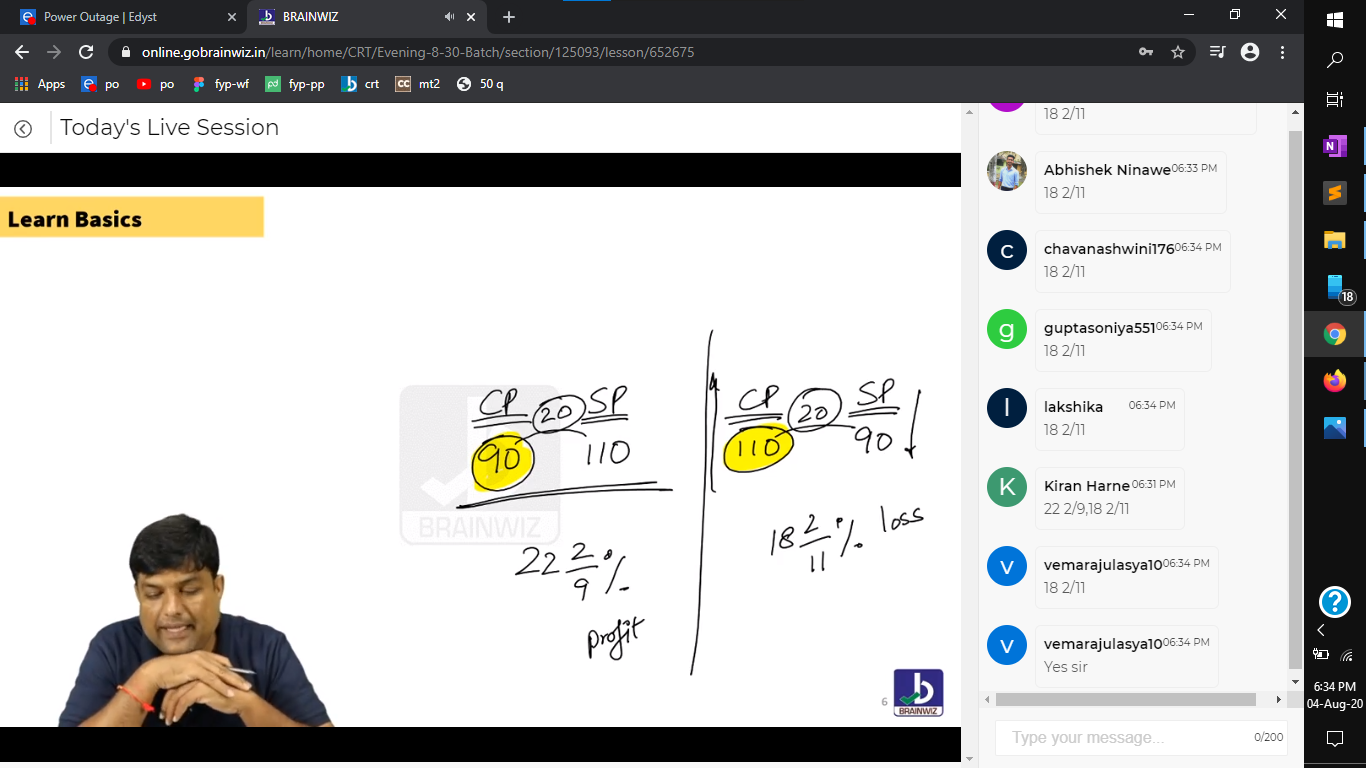 Power Outage | Edyst
BRAINWIZ
online.gobrainwiz.in/learn/home/CRT/Evening-8-30-Batch/section/125093/lesson/652675
Apps
po
po
fyp-wf
fyp-pp
crt
CC mt2
50 q
Today's Live Session
Learn Basics
CP 20 SP
90 110
22 2/9 %
profit
CP 20 SP
110 90
18 2/11 % loss
BRAINWIZ
6
BRAINWIZ
18 2/11
Abhishek Ninawe 06:33 PM
18 2/11
c
chavanashwini176 06:34 PM
18 2/11
g
guptasoniya551 06:34 PM
18 2/11
l
lakshika 06:34 PM
18 2/11
K
Kiran Harne 06:31 PM
22 2/9,18 2/11
v
vemarajulasya10 06:34 PM
18 2/11
v
vemarajulasya10 06:34 PM
Yes sir
Type your message... 0/200
N
18
?
6:34 PM
04-Aug-20